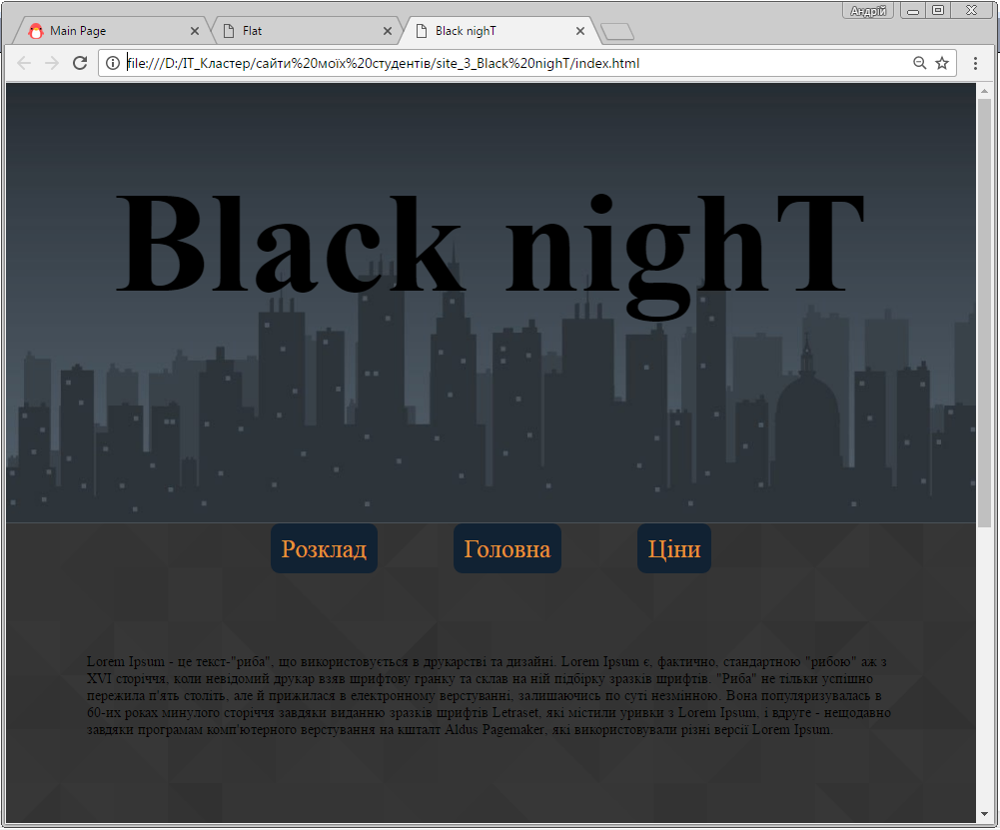 Андрій
Main Page
Flat
Black nighT
file:///D:/IT_Кластер/сайти%20моїх%20студентів/site_3_Black%20nighT/index.html
Black nighT
Розклад
Головна
Ціни
Lorem Ipsum - це текст-"риба", що використовується в друкарстві та дизайні. Lorem Ipsum є, фактично, стандартною "рибою" аж з
XVI сторіччя, коли невідомий друкар взяв шрифтову гранку та склав на ній підбірку зразків шрифтів. "Риба" не тільки успішно
пережила п'ять століть, але й прижилася в електронному верстуванні, залишаючись по суті незмінною. Вона популяризувалась в
60-их роках минулого сторіччя завдяки виданню зразків шрифтів Letraset, які містили уривки з Lorem Ipsum, і вдруге - нещодавно
завдяки програмам комп'ютерного верстування на кшталт Aldus Pagemaker, які використовували різні версії Lorem Ipsum.